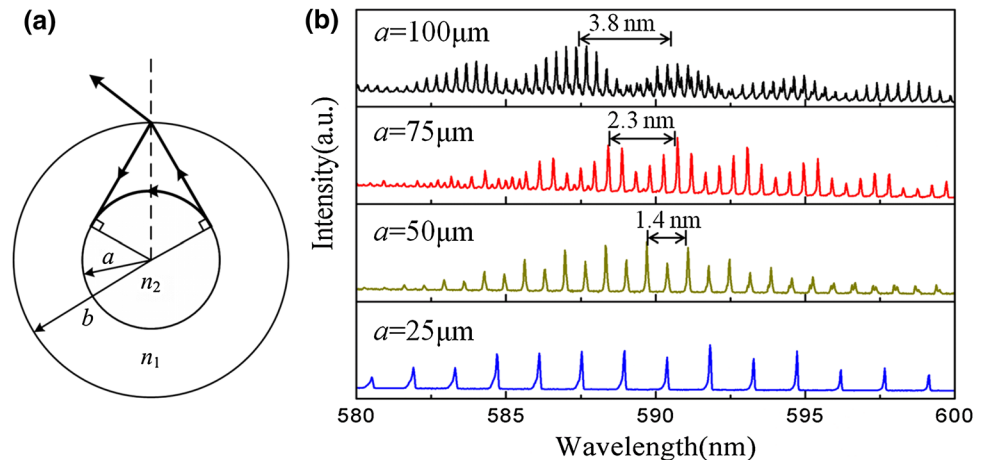 (a)
a
n2
b
n1
(b)
a=100μm
3.8 nm
a=75μm
2.3 nm
a=50μm
1.4 nm
a=25μm
Intensity(a.u.)
580 585 590 595 600
Wavelength(nm)